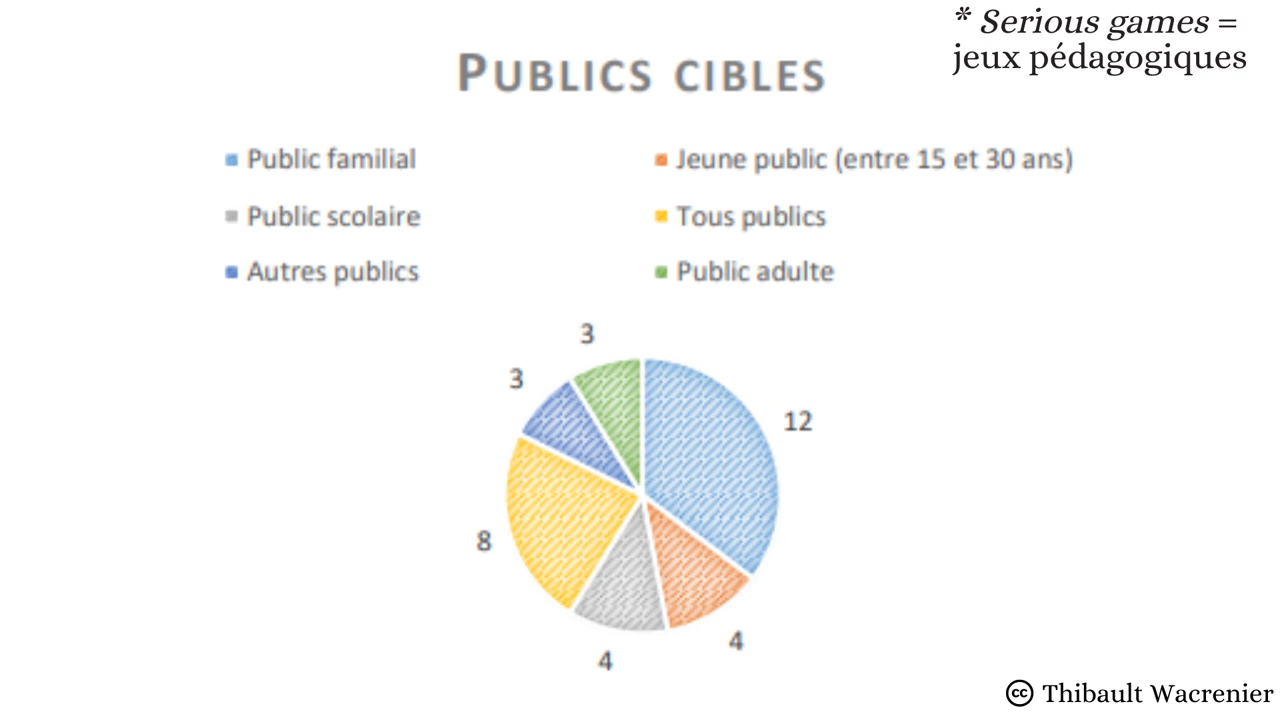 * Serious games =
jeux pédagogiques
PUBLICS CIBLES
Public familial
Jeune public (entre 15 et 30 ans)
Public scolaire
Tous publics
Autres publics
Public adulte
3
3
12
8
4
4
cc Thibault Wacrenier